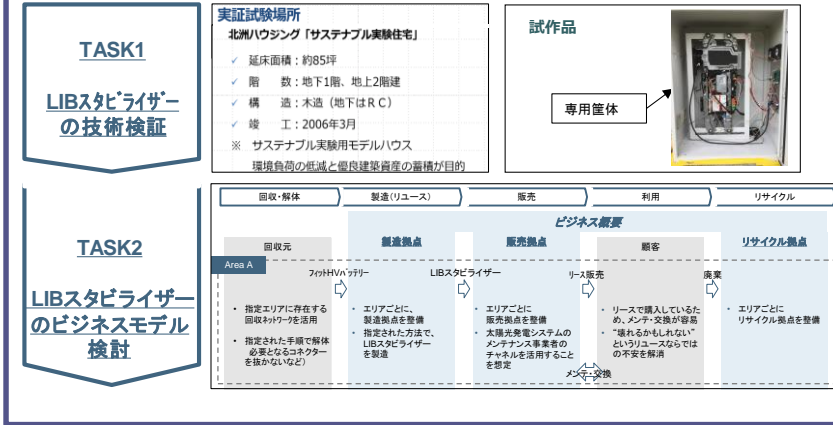 TASK1
LIBスタビライザー
の技術検証
実証試験場所
北洲ハウジング「サステナブル実験住宅」
✓ 延床面積：約85坪
✓ 階　　数：地下1階、地上2階建
✓ 構　　造：木造（地下はＲＣ）
✓ 竣　　工：2006年3月
※ サステナブル実験用モデルハウス
環境負荷の低減と優良建築資産の蓄積が目的
試作品
専用筐体
TASK2
LIBスタビライザー
のビジネスモデル
検討
回収・解体
製造(リユース)
販売
利用
リサイクル
ビジネス概要
回収元
製造拠点
販売拠点
顧客
リサイクル拠点
Area A
フィットHVバッテリー
LIBスタビライザー
リース販売
廃棄
・ 指定エリアに存在する
回収ネットワークを活用
・ 指定された手順で解体
必要となるコネクター
を抜かないなど）
・ エリアごとに、
製造拠点を整備
・ 指定された方法で、
LIBスタビライザー
を製造
・ エリアごとに
販売拠点を整備
・ 太陽光発電システムの
メンテナンス事業者の
チャネルを活用すること
を想定
・ リースで購入しているた
め、メンテ・交換が容易
・ “壊れるかもしれない”
というリユースならでは
の不安を解消
・ エリアごとに
リサイクル拠点を整備
メンテ・交換